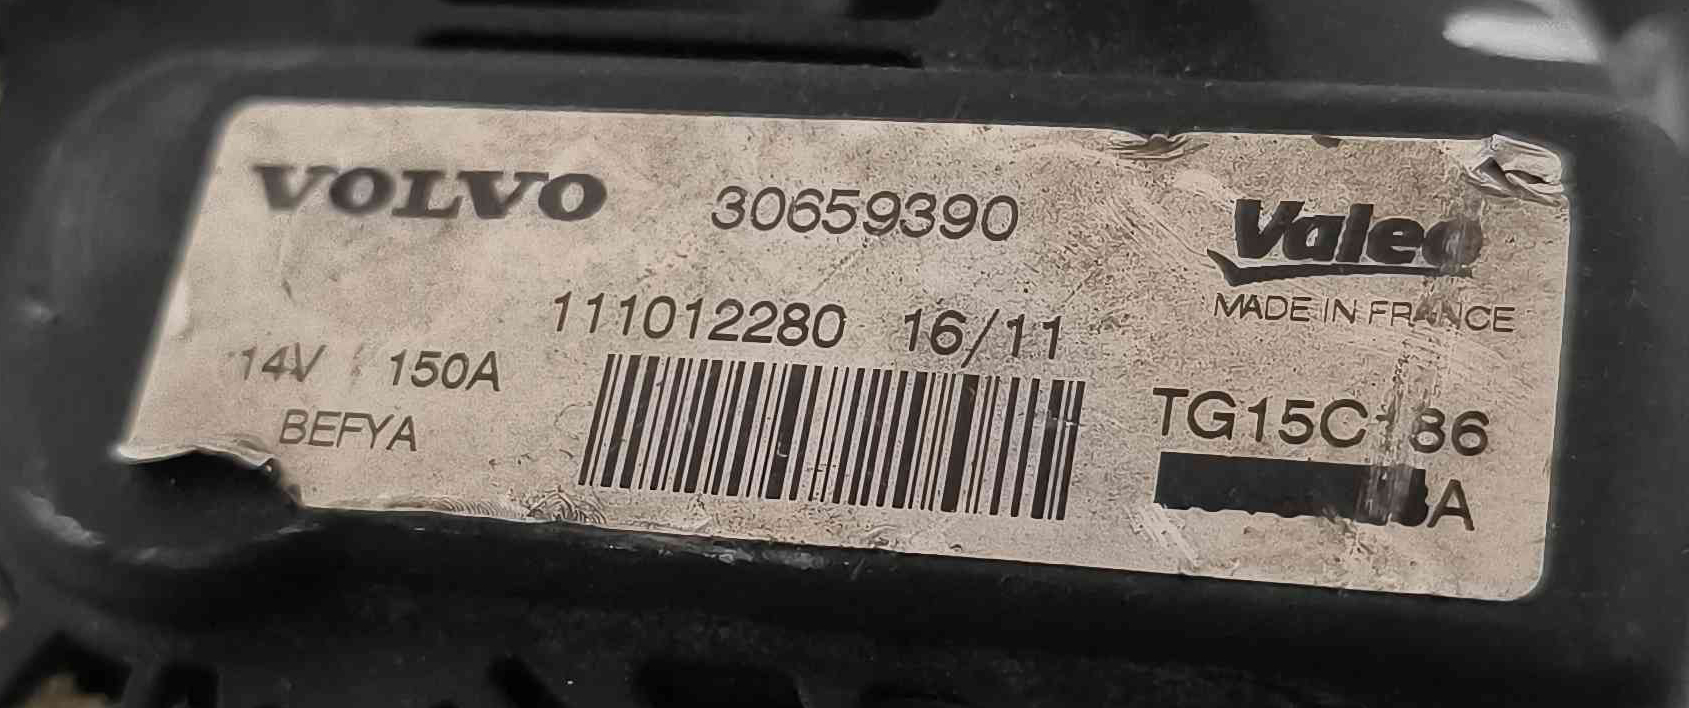 VOLVO 30659390 Valeo
MADE IN FRANCE
111012280 16/11
14V 150A
BEFYA
A